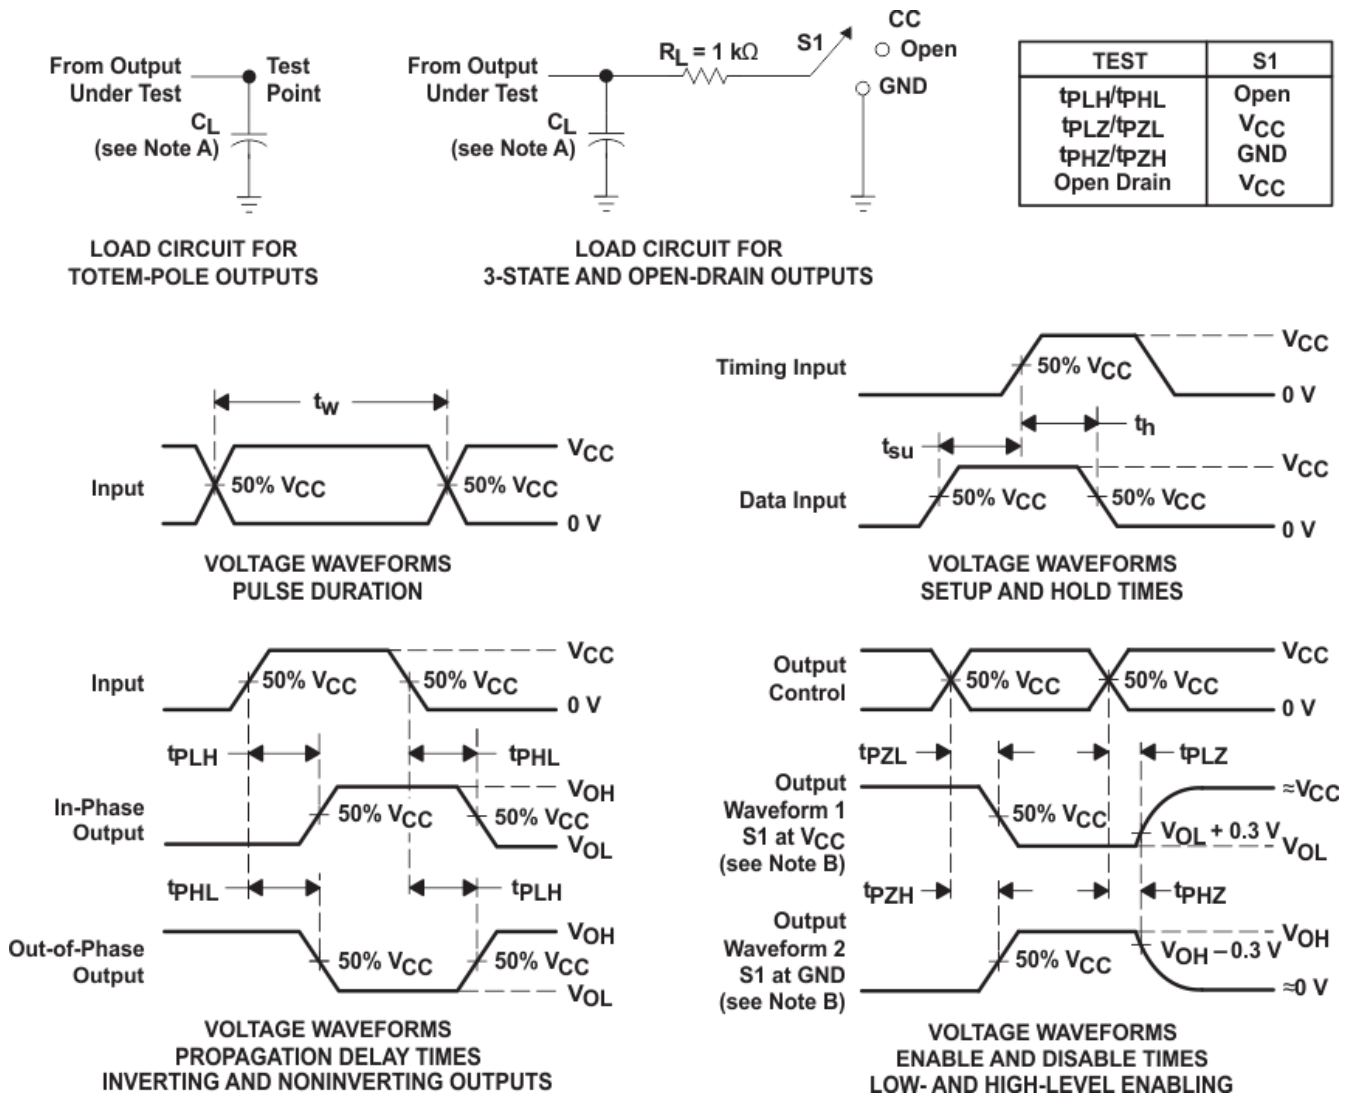 From Output
Under Test
Test
Point
CL
(see Note A)
LOAD CIRCUIT FOR
TOTEM-POLE OUTPUTS
From Output
Under Test
RL = 1 kΩ
S1
CC
Open
GND
CL
(see Note A)
LOAD CIRCUIT FOR
3-STATE AND OPEN-DRAIN OUTPUTS
TEST S1
tPLH/tPHL Open
tPLZ/tPZL VCC
tPHZ/tPZH GND
Open Drain VCC
tw
Input
50% VCC
50% VCC
VCC
0 V
VOLTAGE WAVEFORMS
PULSE DURATION
Timing Input
50% VCC
VCC
0 V
tsu
th
Data Input
50% VCC
50% VCC
VCC
0 V
VOLTAGE WAVEFORMS
SETUP AND HOLD TIMES
Input
50% VCC
50% VCC
VCC
0 V
tPLH
tPHL
In-Phase
Output
50% VCC
50% VCC
VOH
VOL
tPHL
tPLH
Out-of-Phase
Output
50% VCC
50% VCC
VOH
VOL
VOLTAGE WAVEFORMS
PROPAGATION DELAY TIMES
INVERTING AND NONINVERTING OUTPUTS
Output
Control
50% VCC
50% VCC
VCC
0 V
tPZL
tPLZ
Output
Waveform 1
S1 at VCC
(see Note B)
50% VCC
VOL + 0.3 V
≈VCC
VOL
tPZH
tPHZ
Output
Waveform 2
S1 at GND
(see Note B)
50% VCC
VOH − 0.3 V
VOH
≈0 V
VOLTAGE WAVEFORMS
ENABLE AND DISABLE TIMES
LOW- AND HIGH-LEVEL ENABLING